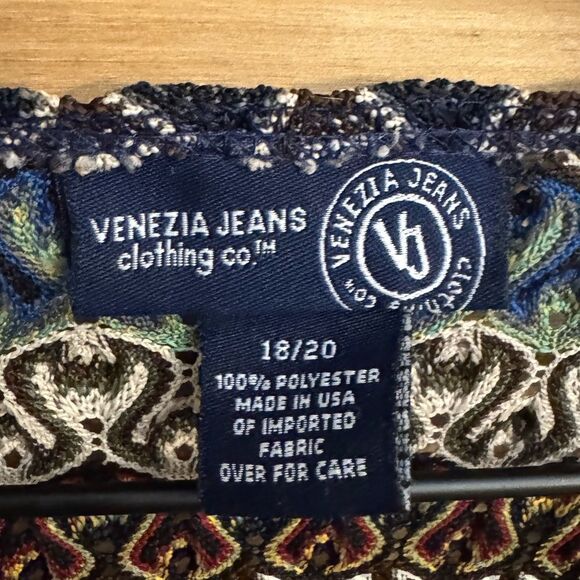 VENEZIA JEANS
clothing co.™
VENEZIA JEANS
clothing co.™
VJ
18/20
100% POLYESTER
MADE IN USA
OF IMPORTED
FABRIC
OVER FOR CARE